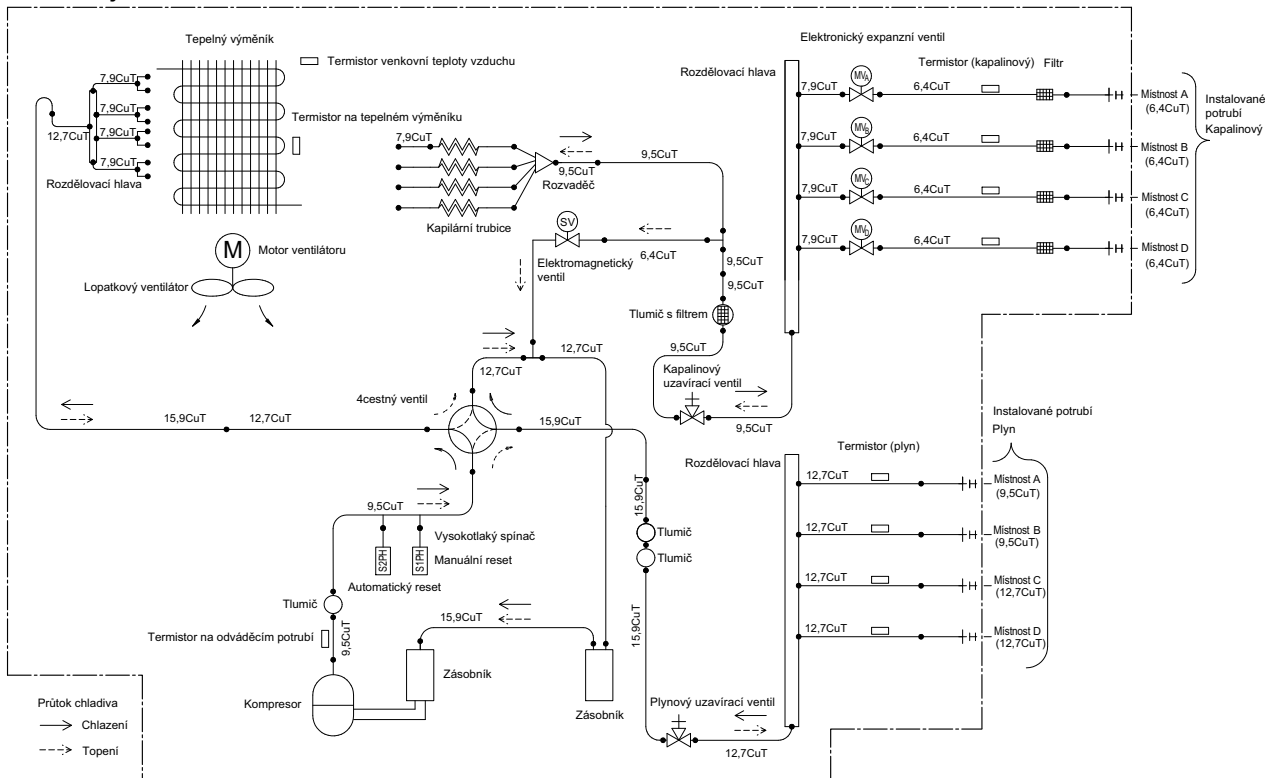 Tepelný výměník
Termistor venkovní teploty vzduchu
7,9CuT
7,9CuT
7,9CuT
7,9CuT
12,7CuT
Rozdělovací hlava
Termistor na tepelném výměníku
7,9CuT
Kapilární trubice
Rozvaděč
9,5CuT
9,5CuT
M
Motor ventilátoru
Lopatkový ventilátor
SV
Elektromagnetický
ventil
6,4CuT
9,5CuT
9,5CuT
Tlumič s filtrem
9,5CuT
Kapalinový
uzavírací ventil
9,5CuT
Elektronický expanzní ventil
Rozdělovací hlava
Termistor (kapalinový)
Filtr
7,9CuT
MVA
6,4CuT
Místnost A
(6,4CuT)
7,9CuT
MVB
6,4CuT
Místnost B
(6,4CuT)
7,9CuT
MVC
6,4CuT
Místnost C
(6,4CuT)
7,9CuT
MVD
6,4CuT
Místnost D
(6,4CuT)
Instalované
potrubí
Kapalinový
12,7CuT
12,7CuT
4cestný ventil
15,9CuT
12,7CuT
15,9CuT
9,5CuT
Vysokotlaký spínač
S2PH
S1PH
Manuální reset
Automatický reset
Tlumič
Termistor na odváděcím potrubí
9,5CuT
Kompresor
15,9CuT
Zásobník
Zásobník
15,9CuT
Tlumič
Tlumič
15,9CuT
Plynový uzavírací ventil
12,7CuT
Rozdělovací hlava
Termistor (plyn)
Instalované potrubí
Plyn
12,7CuT
Místnost A
(9,5CuT)
12,7CuT
Místnost B
(9,5CuT)
12,7CuT
Místnost C
(12,7CuT)
12,7CuT
Místnost D
(12,7CuT)
Průtok chladiva
Chlazení
Topení